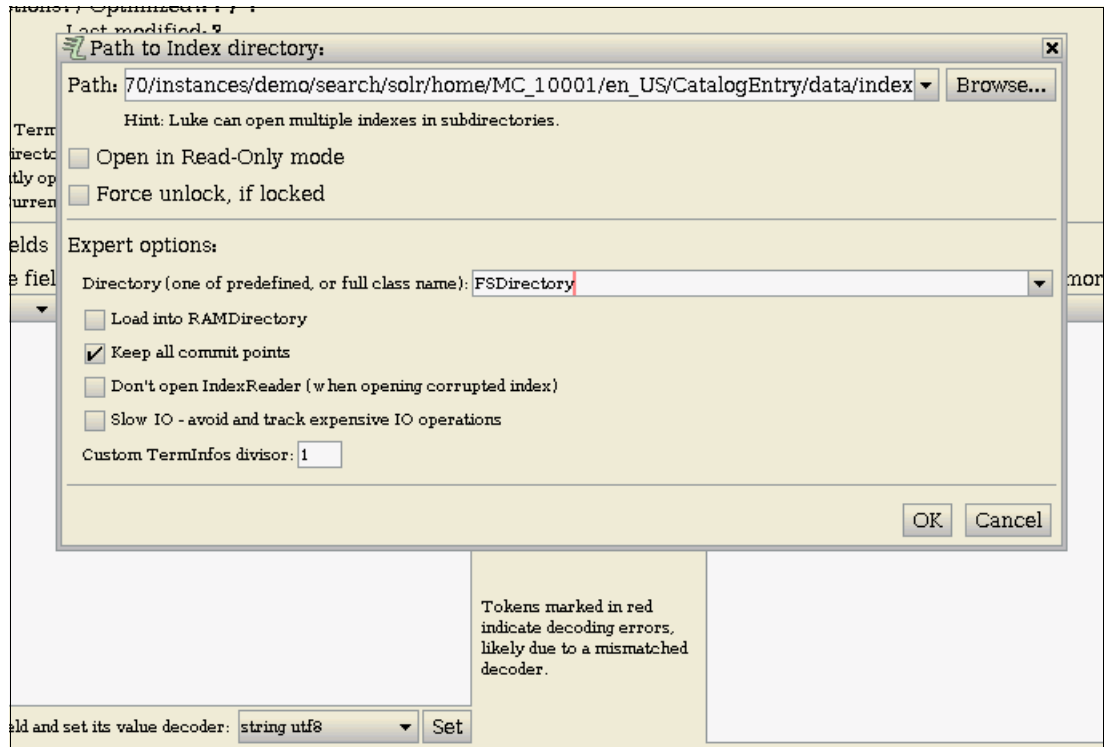 Last modified: ?
Path to Index directory:
Path: 70/instances/demo/search/solr/home/MC_10001/en_US/CatalogEntry/data/index Browse...
Hint: Luke can open multiple indexes in subdirectories.
Open in Read-Only mode
Force unlock, if locked
Expert options:
Directory (one of predefined, or full class name): FSDirectory
Load into RAMDirectory
Keep all commit points
Don't open IndexReader (when opening corrupted index)
Slow IO - avoid and track expensive IO operations
Custom TermInfos divisor: 1
OK Cancel
Tokens marked in red
indicate decoding errors,
likely due to a mismatched
decoder.
eld and set its value decoder: string utf8 Set